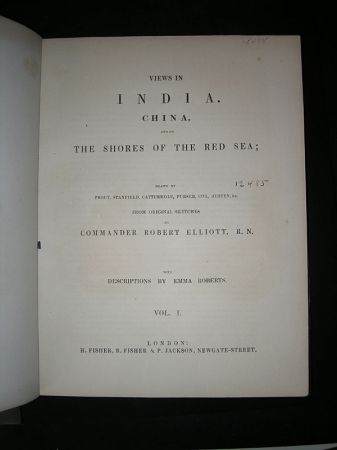 VIEWS IN
INDIA,
CHINA,
AND ON
THE SHORES OF THE RED SEA;
DRAWN BY
PROUT, STANFIELD, CATTERMOLE, PURSER, COX, AUSTEN, &c.
FROM ORIGINAL SKETCHES
BY
COMMANDER ROBERT ELLIOTT, R. N.
WITH
DESCRIPTIONS BY EMMA ROBERTS.
VOL. I.
LONDON:
H. FISHER, R. FISHER & P. JACKSON, NEWGATE-STREET.